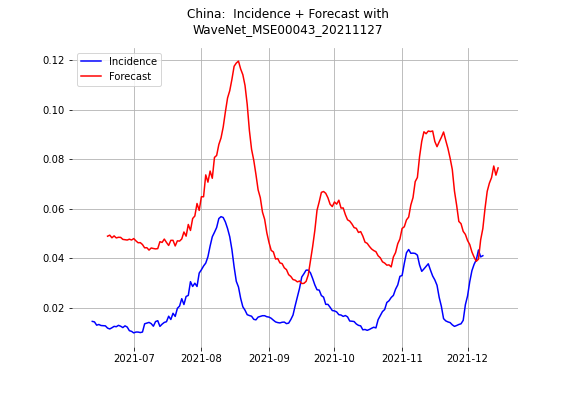 China:  Incidence + Forecast with
WaveNet_MSE00043_20211127
Incidence
Forecast
0.12
0.10
0.08
0.06
0.04
0.02
2021-07 2021-08 2021-09 2021-10 2021-11 2021-12